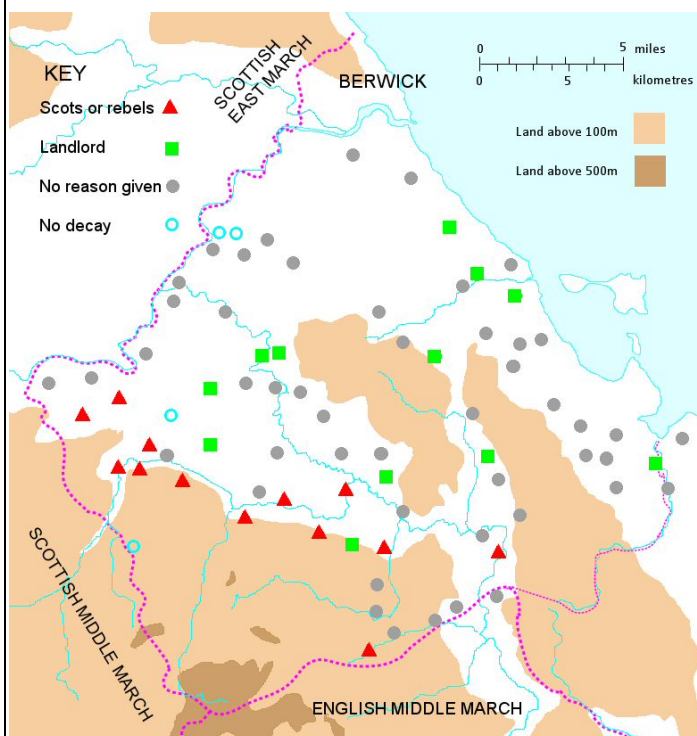 KEY
Scots or rebels
Landlord
No reason given
No decay
SCOTTISH
EAST MARCH
BERWICK
0 5 miles
0 5 kilometres
Land above 100m
Land above 500m
SCOTTISH MIDDLE MARCH
ENGLISH MIDDLE MARCH